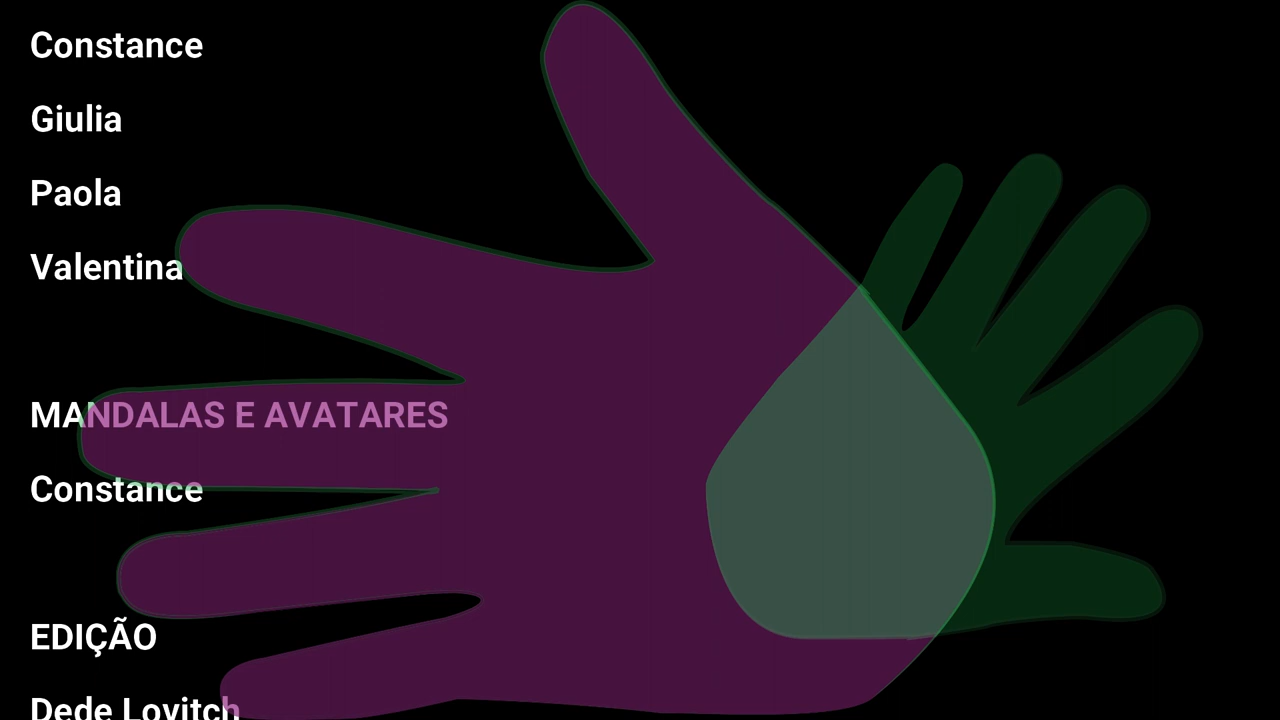 Constance
Giulia
Paola
Valentina
MANDALAS E AVATARES
Constance
EDIÇÃO
Dede Lovitch